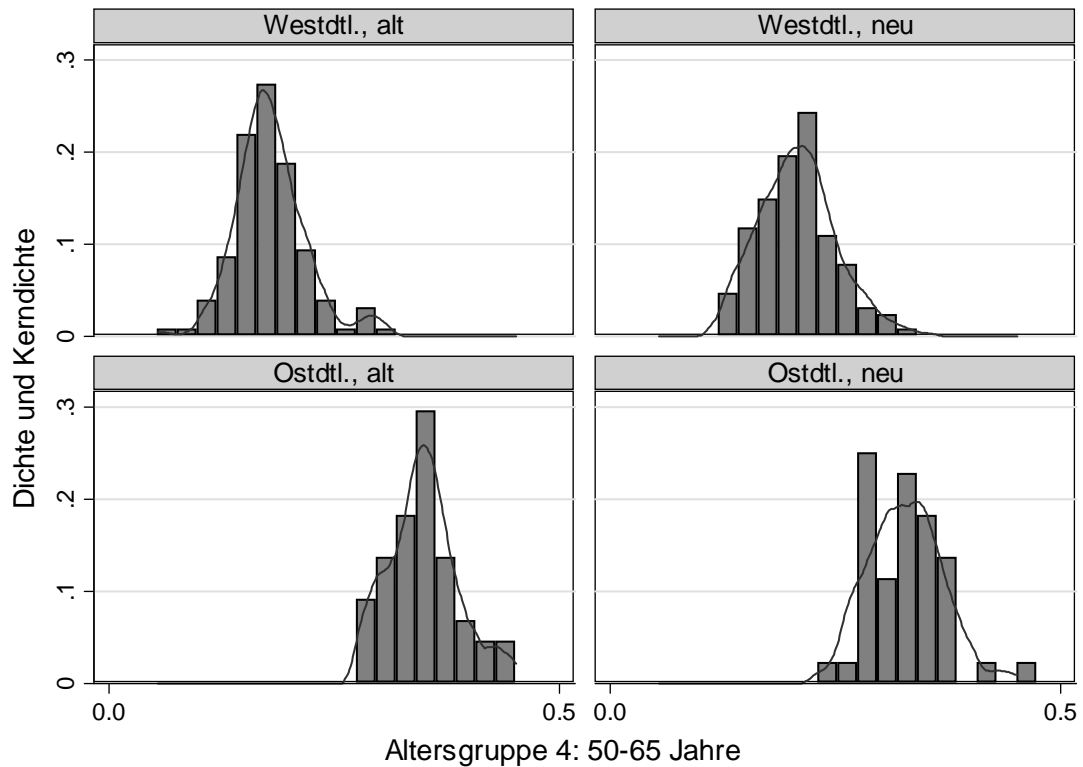 Westdtl., alt
Westdtl., neu
.3
.2
.1
0
Ostdtl., alt
Ostdtl., neu
.3
.2
.1
0
0.0
0.5
0.0
0.5
Dichte und Kerndichte
Altersgruppe 4: 50-65 Jahre